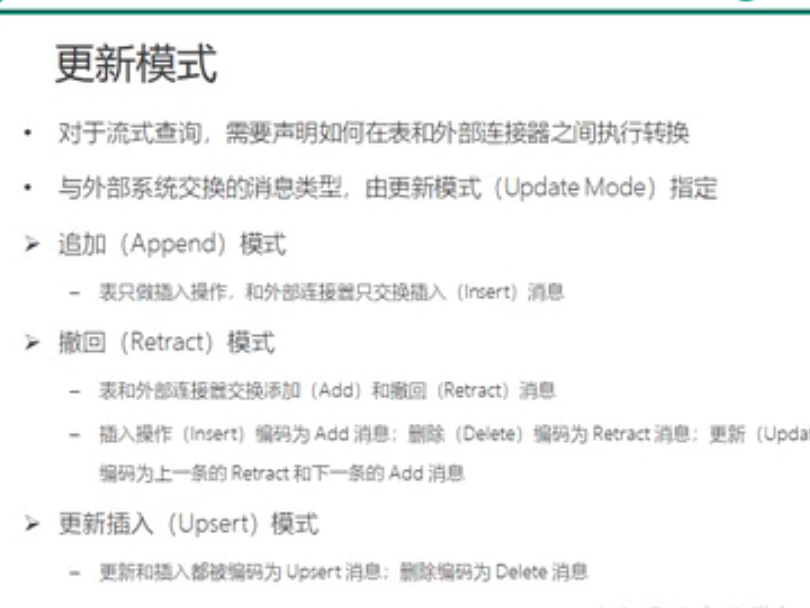 更新模式
• 对于流式查询，需要声明如何在表和外部连接器之间执行转换
• 与外部系统交换的消息类型，由更新模式（Update Mode）指定
➢ 追加（Append）模式
– 表只做插入操作，和外部连接器只交换插入（Insert）消息
➢ 撤回（Retract）模式
– 表和外部连接器交换添加（Add）和撤回（Retract）消息
– 插入操作（Insert）编码为 Add 消息；删除（Delete）编码为 Retract 消息；更新（Upda
编码为上一条的 Retract 和下一条的 Add 消息
➢ 更新插入（Upsert）模式
– 更新和插入都被编码为 Upsert 消息；删除编码为 Delete 消息